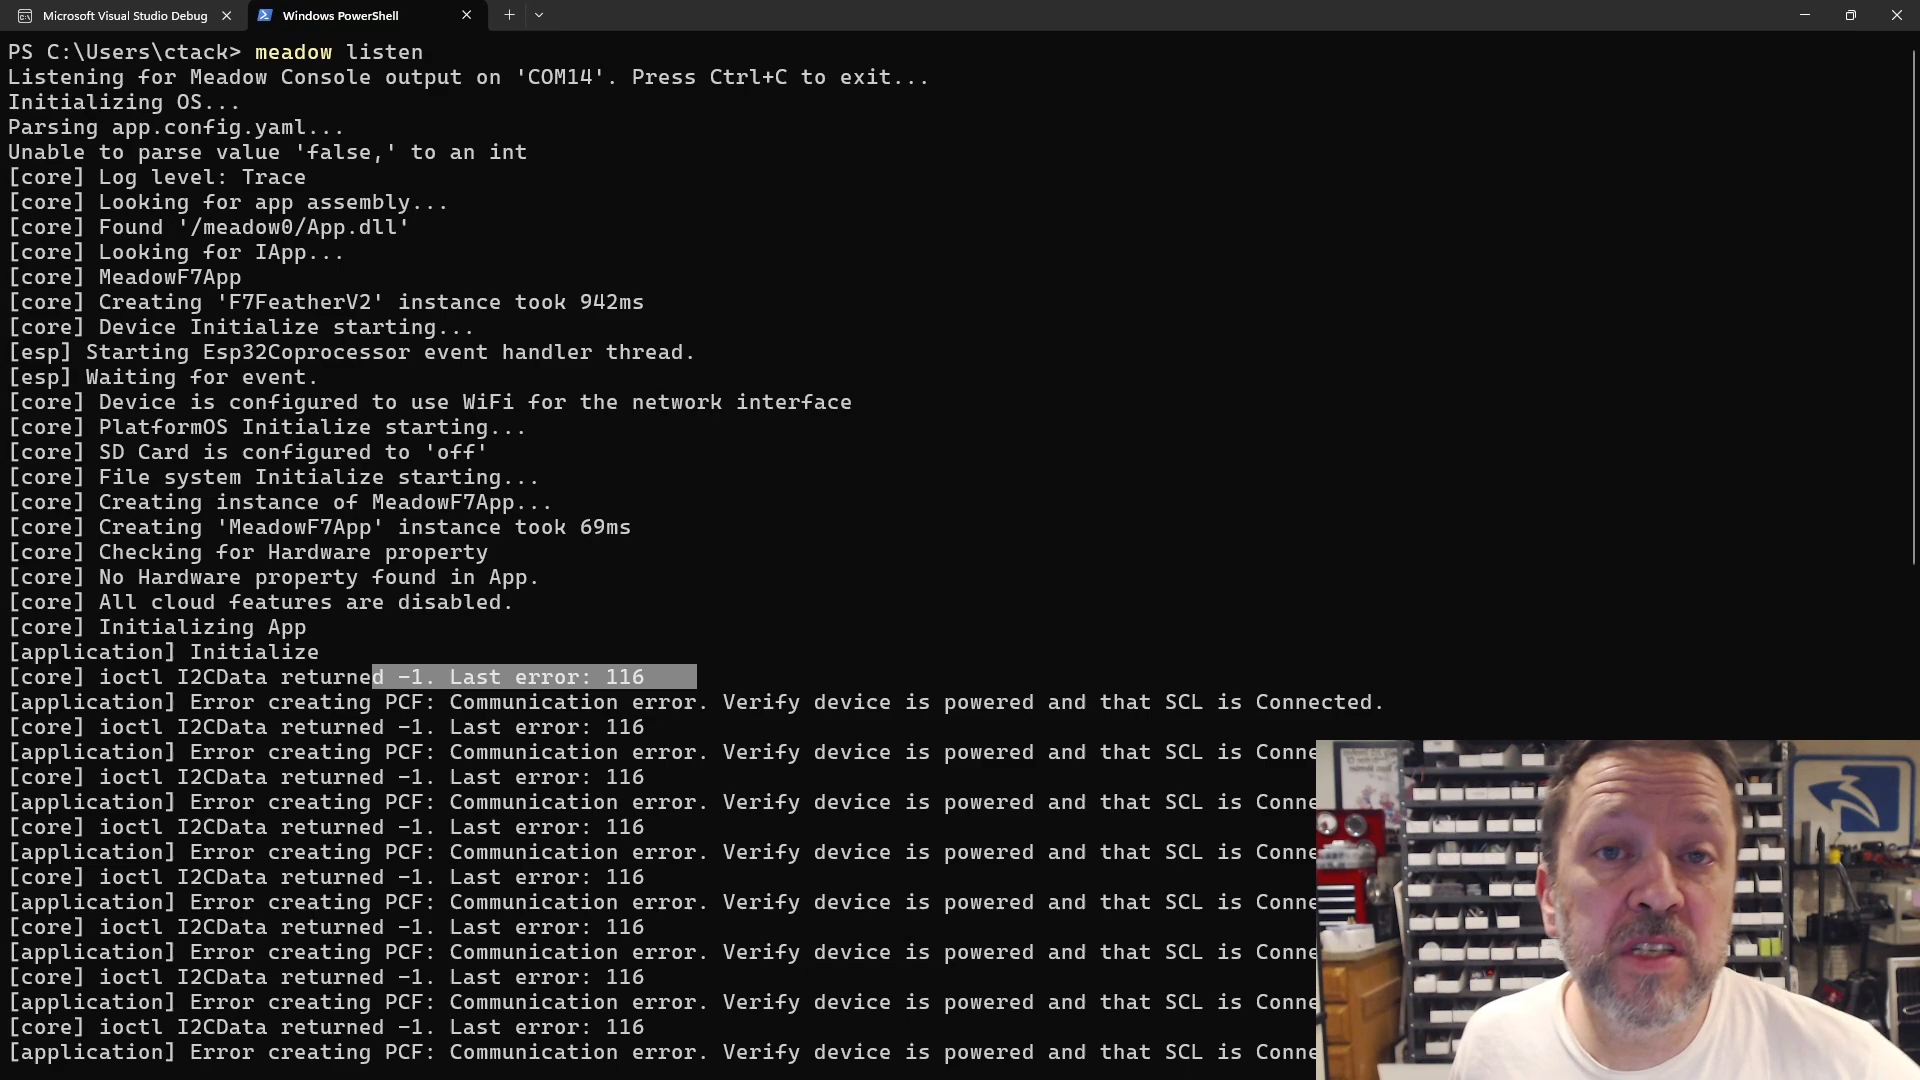 Microsoft Visual Studio Debug
Windows PowerShell
PS C:\Users\ctack> meadow listen
Listening for Meadow Console output on 'COM14'. Press Ctrl+C to exit...
Initializing OS...
Parsing app.config.yaml...
Unable to parse value 'false,' to an int
[core] Log level: Trace
[core] Looking for app assembly...
[core] Found '/meadow0/App.dll'
[core] Looking for IApp...
[core] MeadowF7App
[core] Creating 'F7FeatherV2' instance took 942ms
[core] Device Initialize starting...
[esp] Starting Esp32Coprocessor event handler thread.
[esp] Waiting for event.
[core] Device is configured to use WiFi for the network interface
[core] PlatformOS Initialize starting...
[core] SD Card is configured to 'off'
[core] File system Initialize starting...
[core] Creating instance of MeadowF7App...
[core] Creating 'MeadowF7App' instance took 69ms
[core] Checking for Hardware property
[core] No Hardware property found in App.
[core] All cloud features are disabled.
[core] Initializing App
[application] Initialize
[core] ioctl I2CData returned -1. Last error: 116
[application] Error creating PCF: Communication error. Verify device is powered and that SCL is Connected.
[core] ioctl I2CData returned -1. Last error: 116
[application] Error creating PCF: Communication error. Verify device is powered and that SCL is Conne
[core] ioctl I2CData returned -1. Last error: 116
[application] Error creating PCF: Communication error. Verify device is powered and that SCL is Conne
[core] ioctl I2CData returned -1. Last error: 116
[application] Error creating PCF: Communication error. Verify device is powered and that SCL is Conne
[core] ioctl I2CData returned -1. Last error: 116
[application] Error creating PCF: Communication error. Verify device is powered and that SCL is Conne
[core] ioctl I2CData returned -1. Last error: 116
[application] Error creating PCF: Communication error. Verify device is powered and that SCL is Conne
[core] ioctl I2CData returned -1. Last error: 116
[application] Error creating PCF: Communication error. Verify device is powered and that SCL is Conne
[core] ioctl I2CData returned -1. Last error: 116
[application] Error creating PCF: Communication error. Verify device is powered and that SCL is Conne